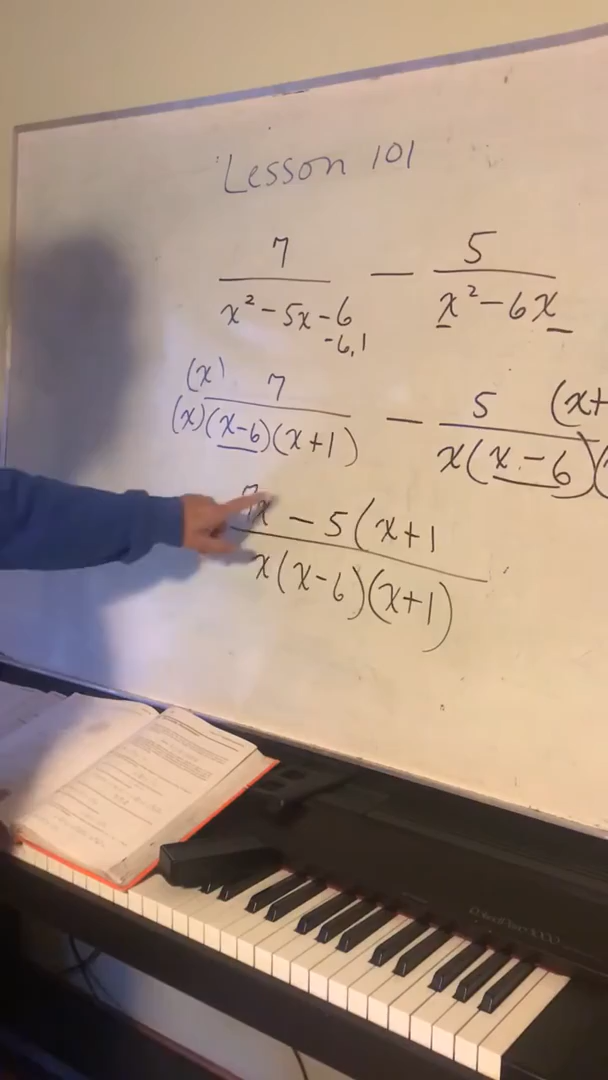 Lesson 101
7 — 5
x² - 5x - 6 x² - 6x
-6, 1
(x) 7 — 5 (x+
(x)(x-6)(x+1) x(x-6)(
7x - 5(x+1
x(x-6)(x+1)